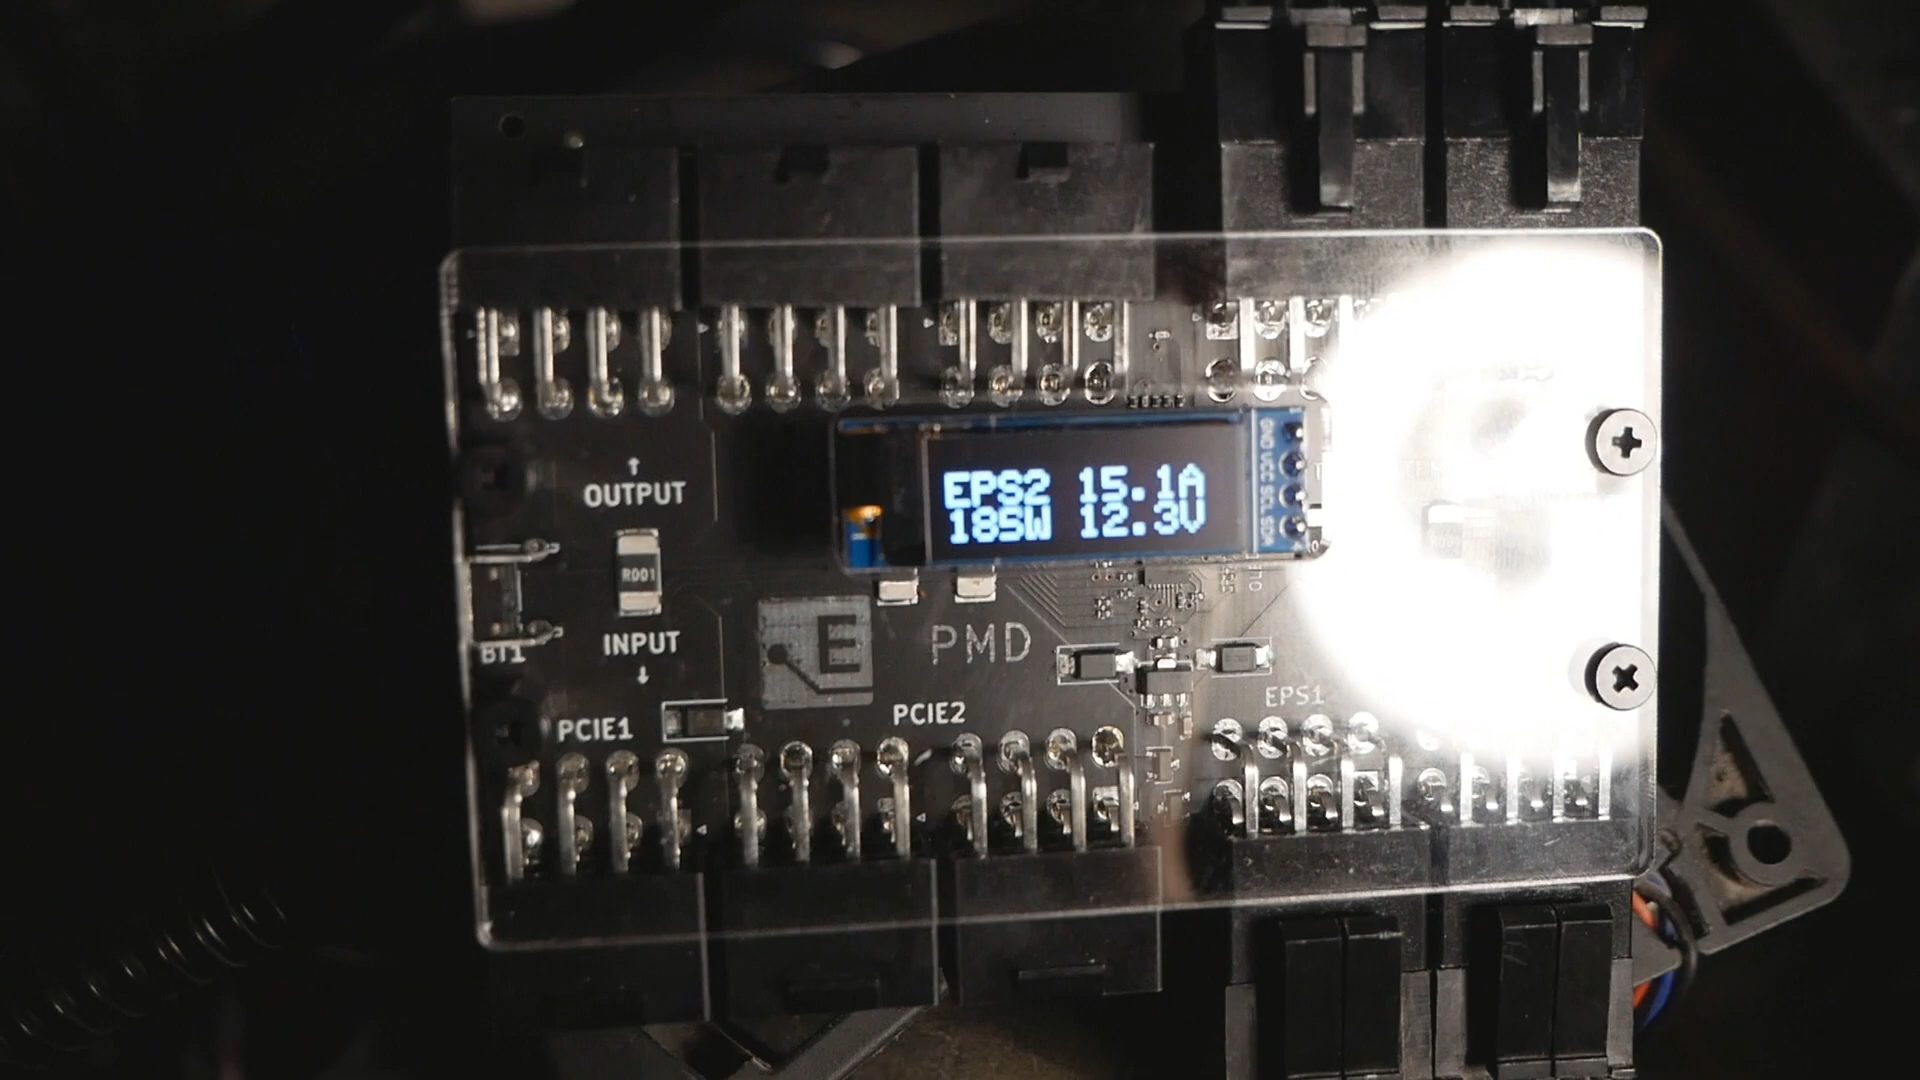 OUTPUT
GND VCC SCL SDA
EPS2 15.1A
185W 12.3V
R001
INPUT
BT1
E
PMD
PCIE1
PCIE2
EPS1